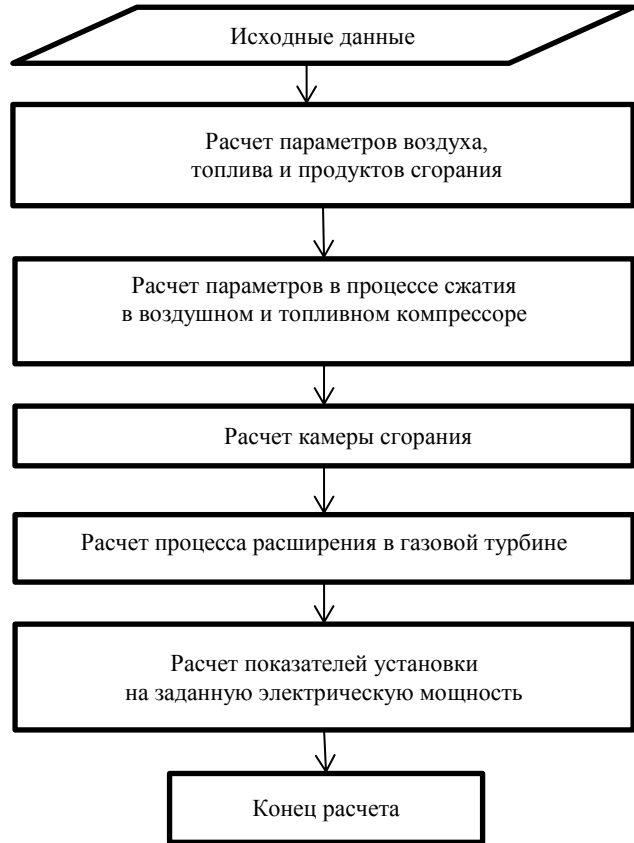 Исходные данные
Расчет параметров воздуха,
топлива и продуктов сгорания
Расчет параметров в процессе сжатия
в воздушном и топливном компрессоре
Расчет камеры сгорания
Расчет процесса расширения в газовой турбине
Расчет показателей установки
на заданную электрическую мощность
Конец расчета